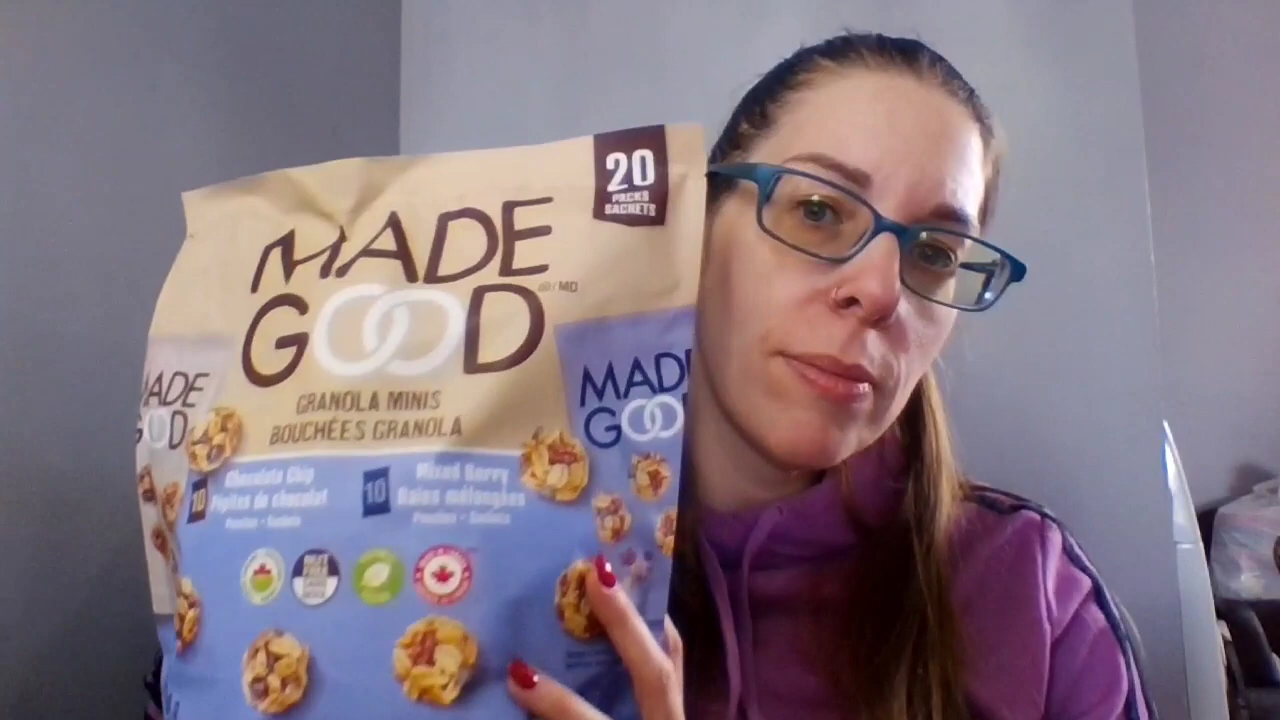 20
PACKS
SACHETS
MADE
GOOD
GRANOLA MINIS
BOUCHÉES GRANOLA
MADE
GOOD
MADE
GOOD
10
Chocolate Chip
Pépites de chocolat
10
Mixed Berry
Baies mélangées